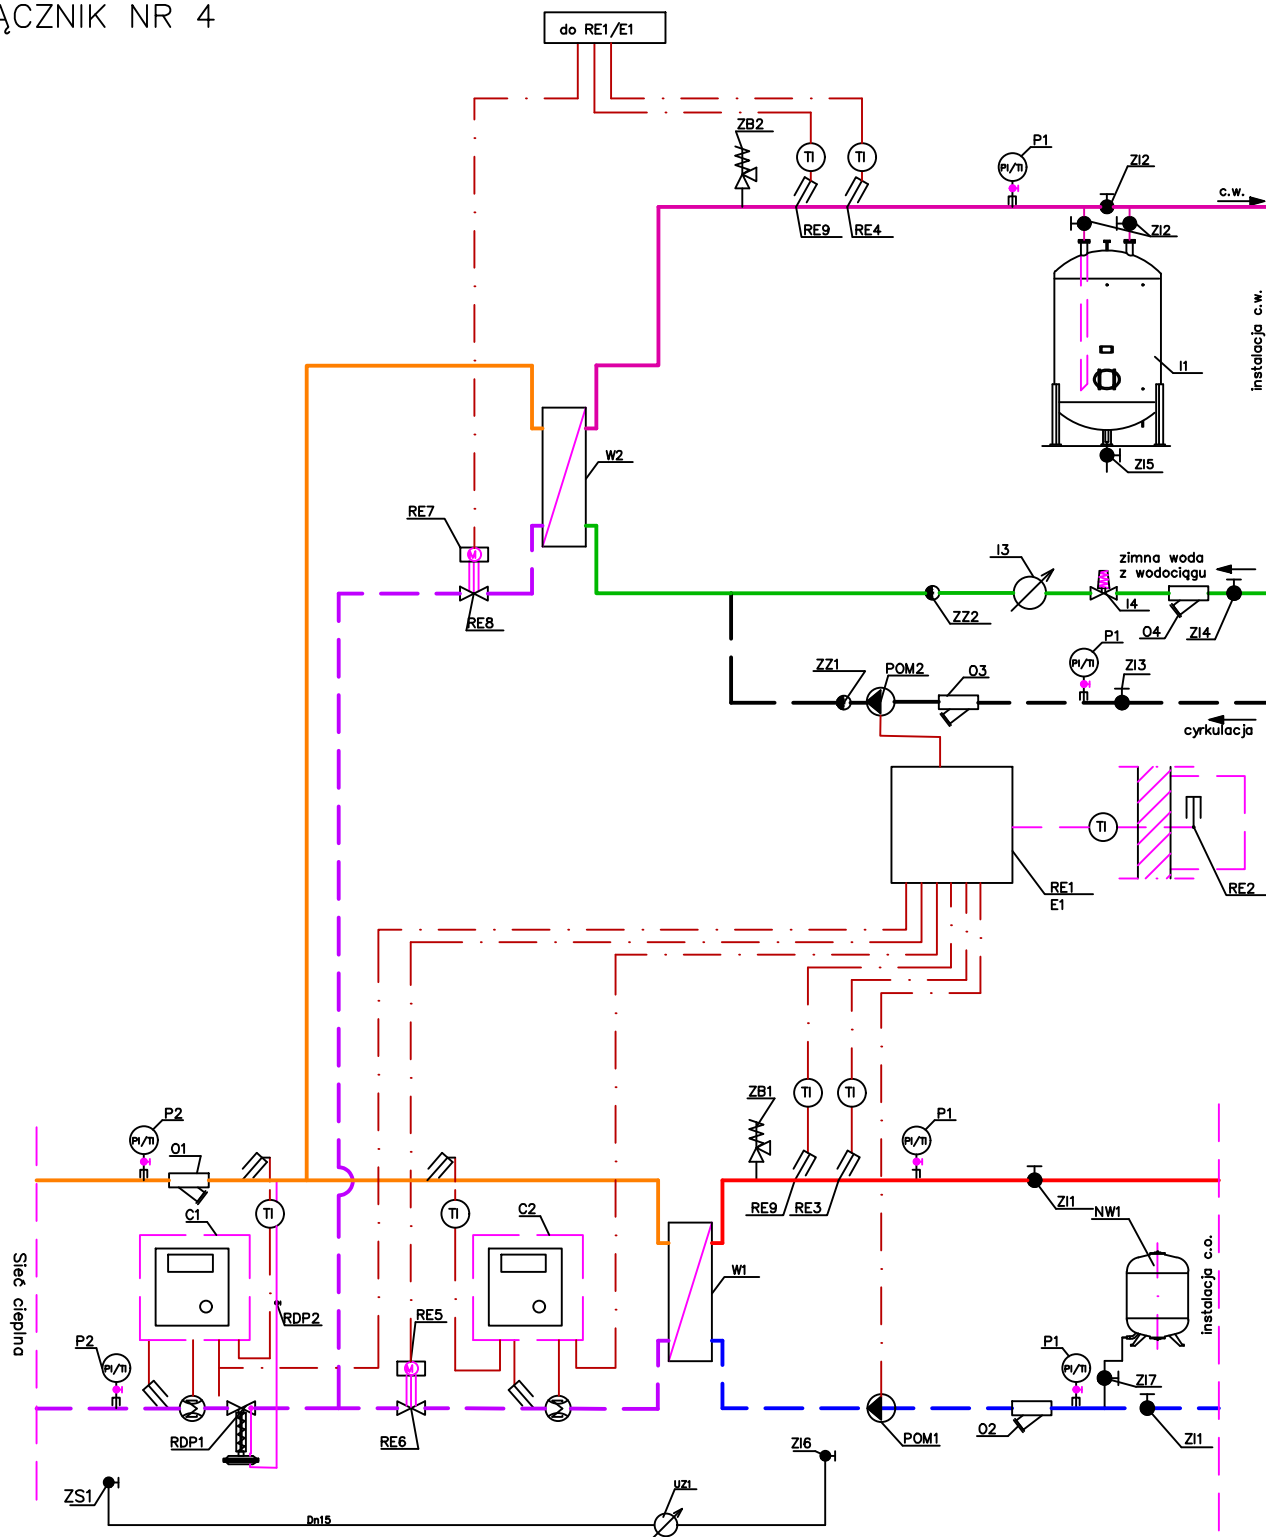 ĄCZNIK NR 4
do RE1/E1
ZB2
TI
TI
P1
PI/TI
ZI2
c.w.
RE9
RE4
ZI2
instalacja c.w.
I1
W2
ZI5
RE7
M
RE8
I3
zimna woda
z wodociągu
I4
O4
ZI4
ZZ2
P1
PI/TI
ZZ1
POM2
O3
ZI3
cyrkulacja
TI
RE1
E1
RE2
ZB1
TI
TI
P1
PI/TI
P2
PI/TI
O1
RE9
RE3
ZI1
NW1
C1
TI
TI
C2
Sieć cieplna
instalacja c.o.
W1
RDP2
RE5
M
P2
PI/TI
P1
PI/TI
ZI7
RDP1
RE6
POM1
O2
ZI1
ZI6
ZS1
UZ1
Dn15